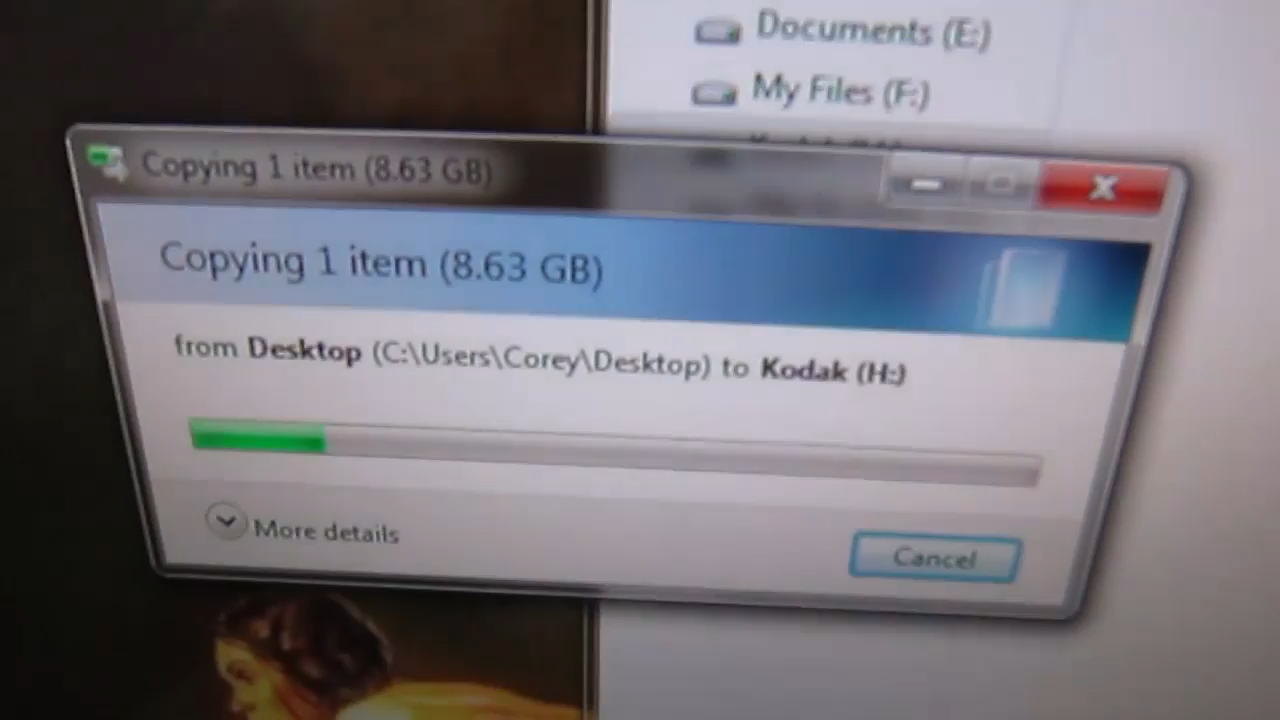 Documents (E:)
My Files (F:)
Copying 1 item (8.63 GB)
Copying 1 item (8.63 GB)
from Desktop (C:\Users\Corey\Desktop) to Kodak (H:)
More details
Cancel